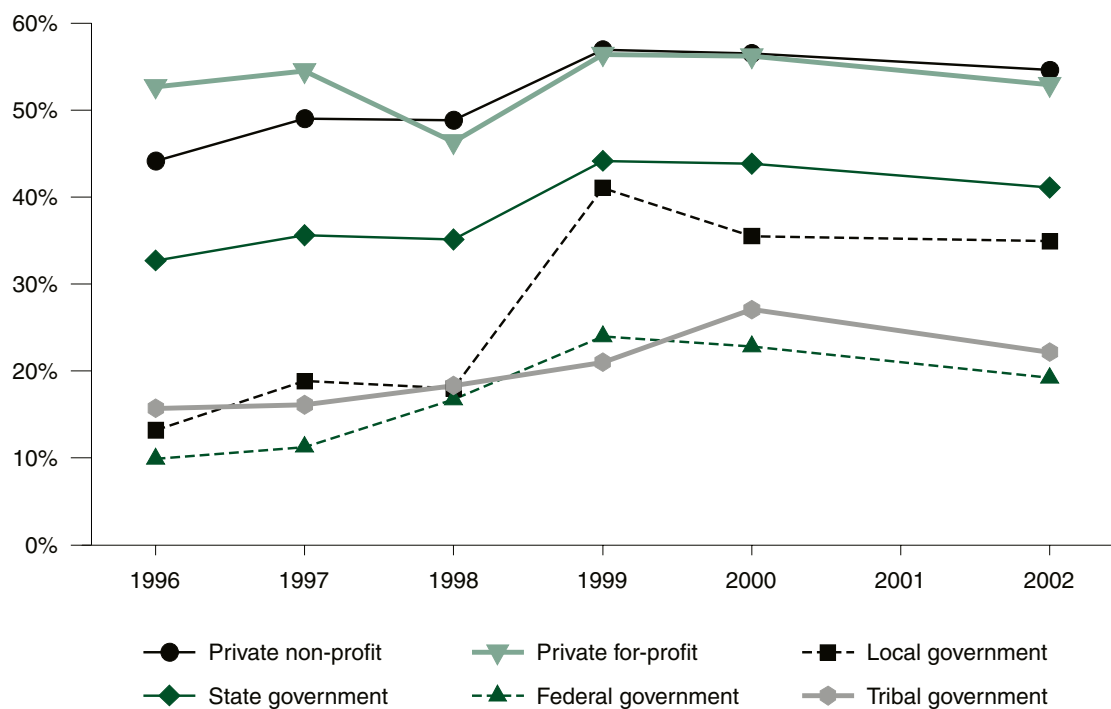 60%
50%
40%
30%
20%
10%
0%
1996 1997 1998 1999 2000 2001 2002
Private non-profit Private for-profit Local government
State government Federal government Tribal government